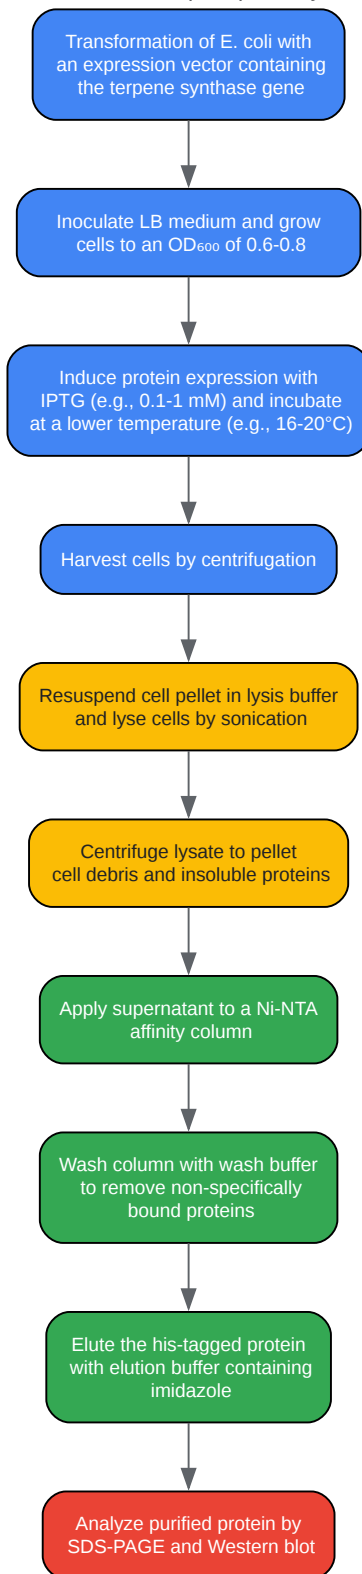 Transformation of E. coli with
an expression vector containing
the terpene synthase gene
Inoculate LB medium and grow
cells to an OD₆₀₀ of 0.6-0.8
Induce protein expression with
IPTG (e.g., 0.1-1 mM) and incubate
at a lower temperature (e.g., 16-20°C)
Harvest cells by centrifugation
Resuspend cell pellet in lysis buffer
and lyse cells by sonication
Centrifuge lysate to pellet
cell debris and insoluble proteins
Apply supernatant to a Ni-NTA
affinity column
Wash column with wash buffer
to remove non-specifically
bound proteins
Elute the his-tagged protein
with elution buffer containing
imidazole
Analyze purified protein by
SDS-PAGE and Western blot